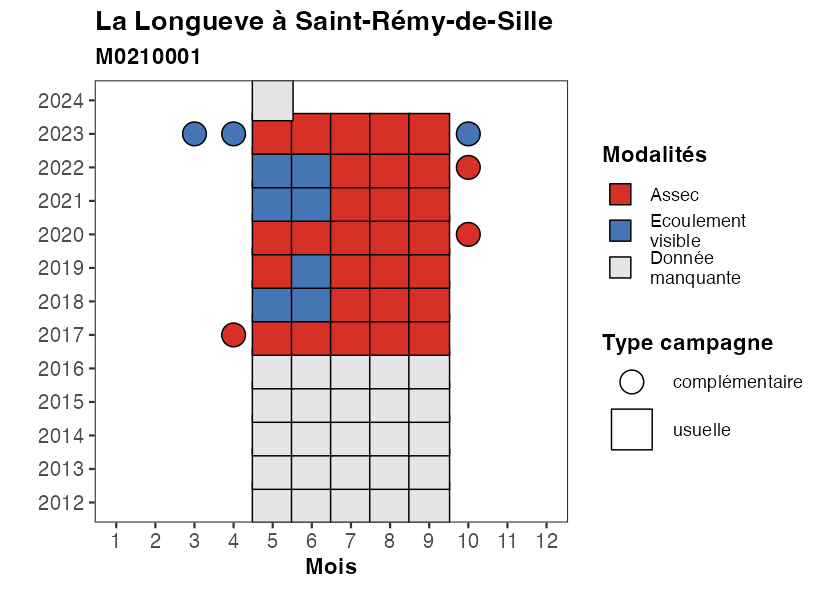 La Longueve à Saint-Rémy-de-Sille
M0210001
2024
2023
2022
2021
2020
2019
2018
2017
2016
2015
2014
2013
2012
1 2 3 4 5 6 7 8 9 10 11 12
Mois
Modalités
Assec
Ecoulement
visible
Donnée
manquante
Type campagne
complémentaire
usuelle